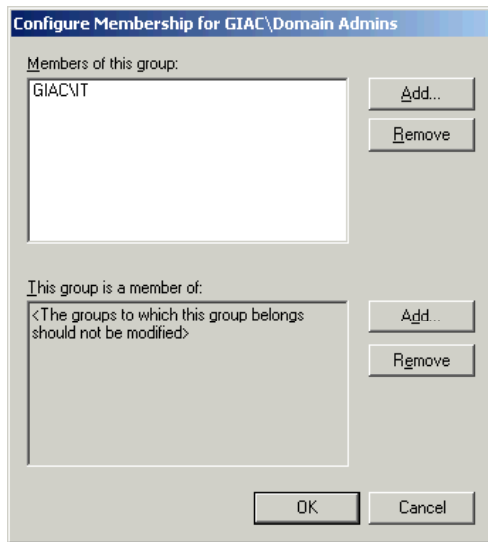 Configure Membership for GIAC\Domain Admins
Members of this group:
GIAC\IT
Add...
Remove
This group is a member of:
<The groups to which this group belongs
should not be modified>
Add...
Remove
OK
Cancel